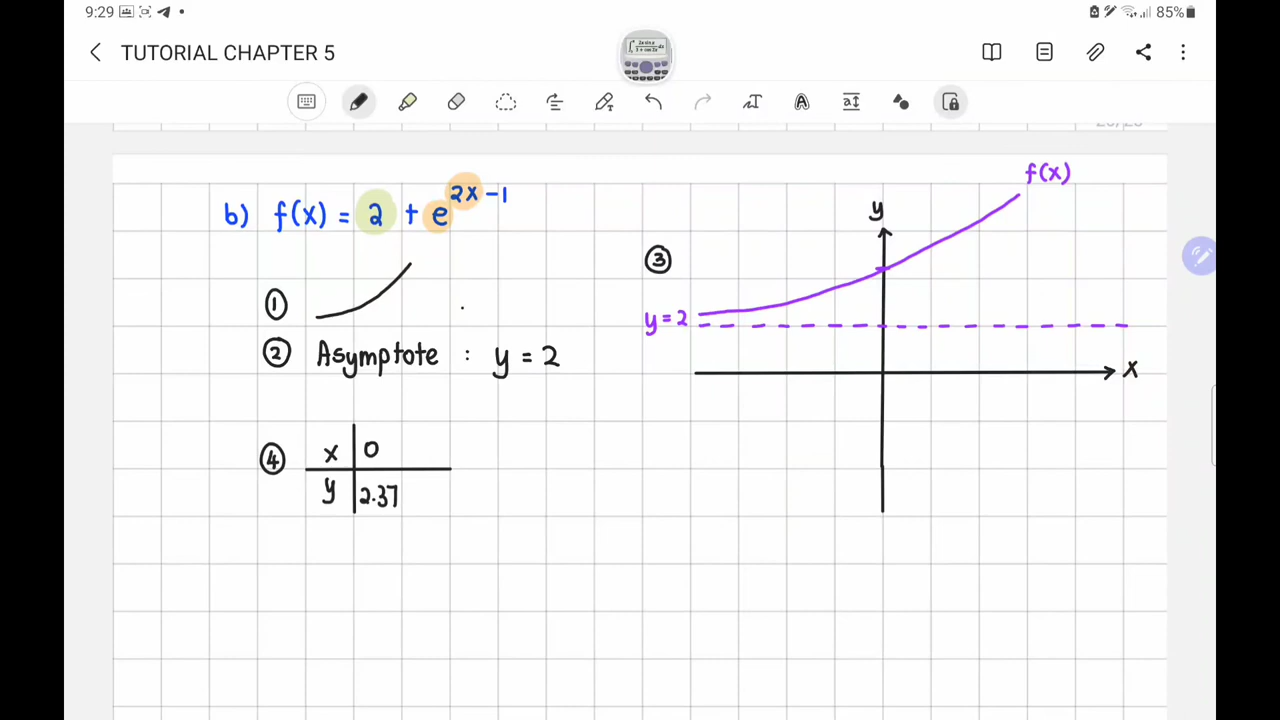 9:29
85%
TUTORIAL CHAPTER 5
b) f(x) = 2 + e^(2x-1)
①
② Asymptote : y = 2
④ x | 0
y | 2.37
③
f(x)
y
y = 2
x